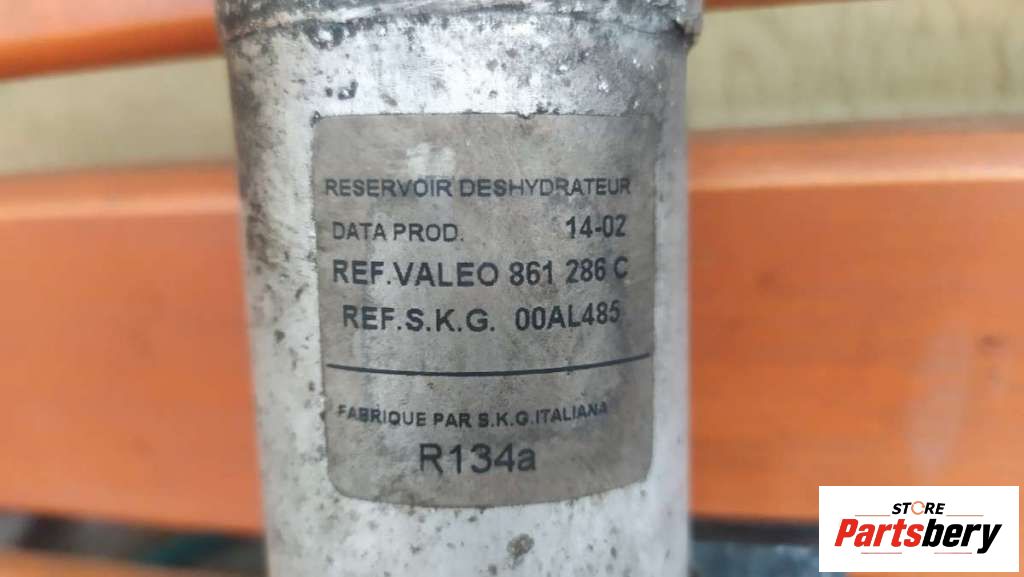 RESERVOIR DESHYDRATEUR
DATA PROD. 14-02
REF.VALEO 861 286 C
REF.S.K.G. 00AL485
FABRIQUE PAR S.K.G.ITALIANA
R134a
STORE
Partsbery